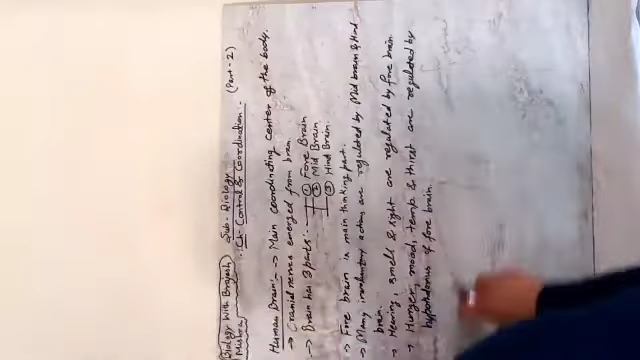 Biology with Brajesh Sub - Biology
Mishra Ch - Control & Coordination. (Part - 2)
Human Brain :- → Main coordinating center of the body.
→ Cranial nerves emerged from brain.
→ Brain has 3 parts :- ① Fore Brain
② Mid Brain
③ Hind Brain.
→ Fore brain is main thinking part.
→ Many involuntary actions are regulated by Mid brain & Hind
brain.
→ Hearing, smell & sight are regulated by fore brain.
→ Hunger, mood, temp. & thirst are regulated by
hypothalamus of fore brain.